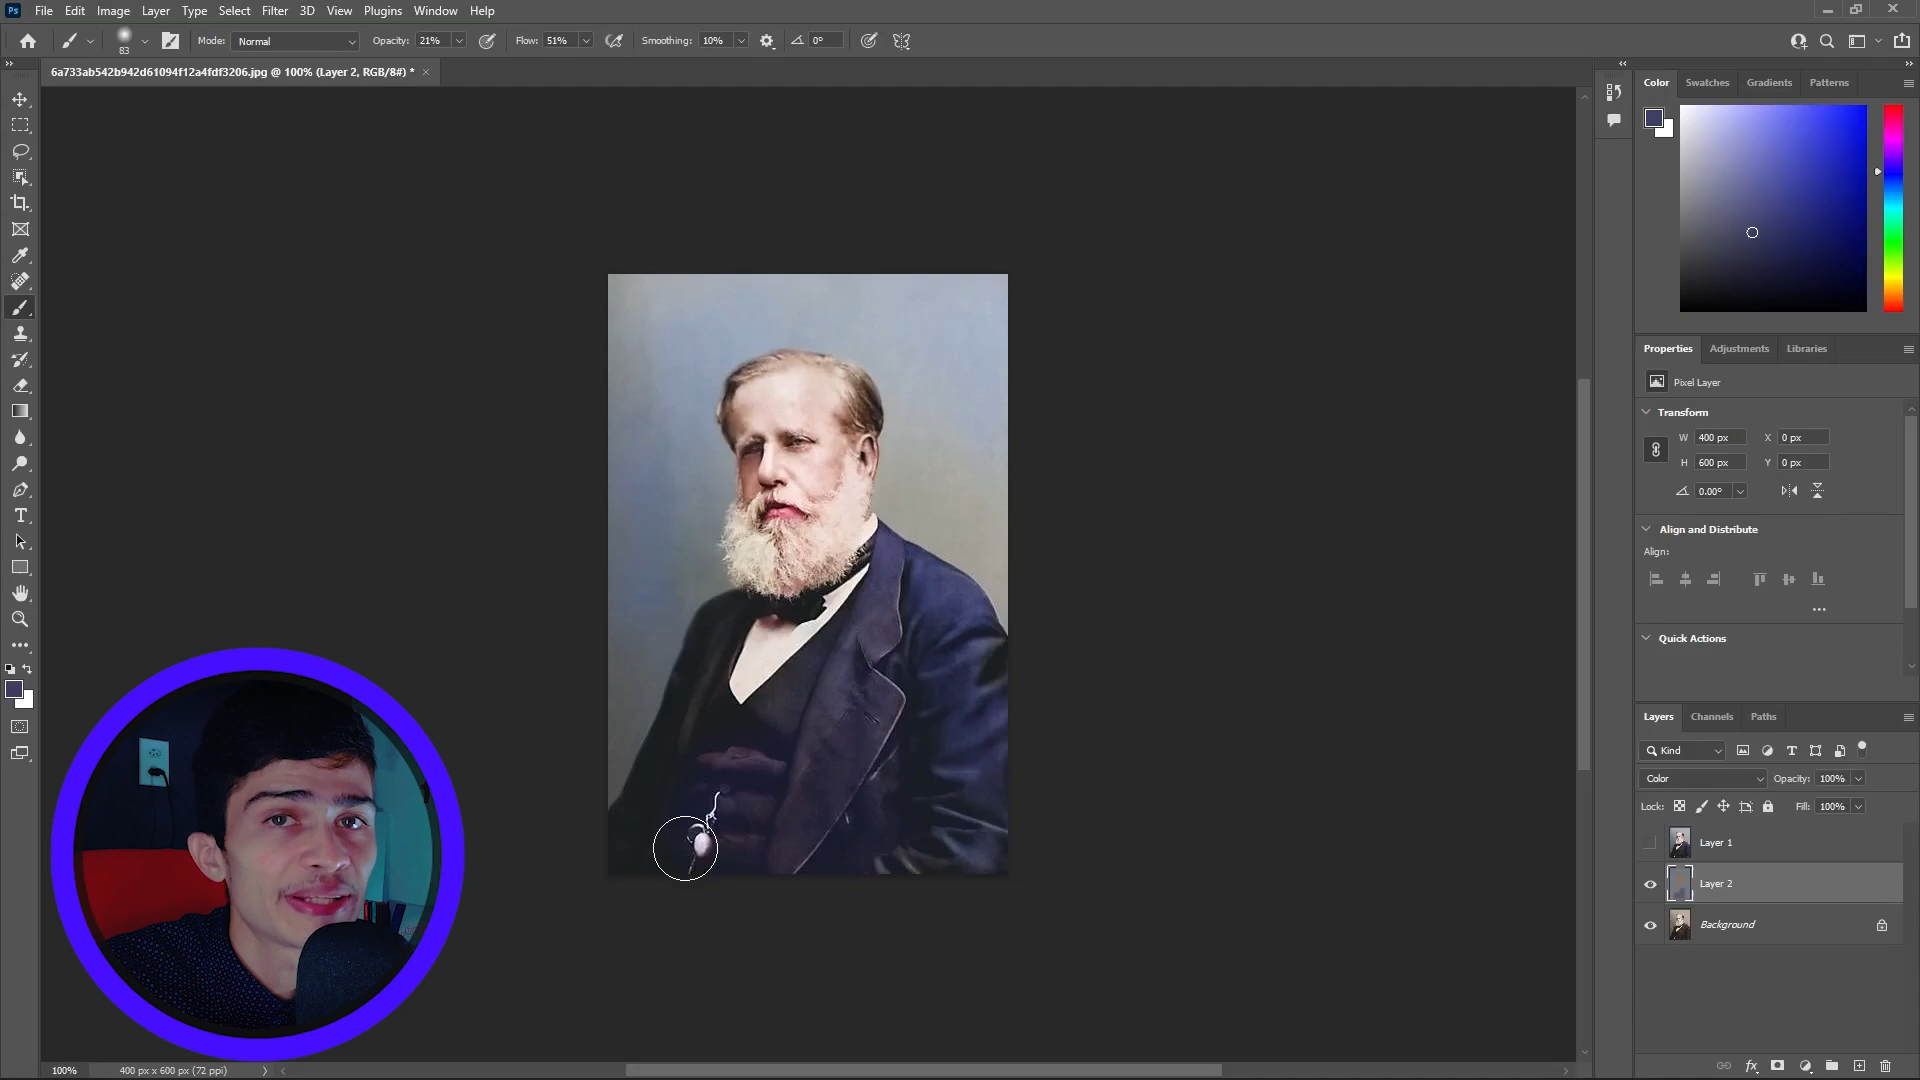 Ps File Edit Image Layer Type Select Filter 3D View Plugins Window Help
83 Mode: Normal Opacity: 21% Flow: 51% Smoothing: 10% 0°
6a733ab542b942d61094f12a4fdf3206.jpg @ 100% (Layer 2, RGB/8#) *
Color Swatches Gradients Patterns
Properties Adjustments Libraries
Pixel Layer
Transform
W 400 px X 0 px
H 600 px Y 0 px
0.00°
Align and Distribute
Align:
Quick Actions
Layers Channels Paths
Kind
Color Opacity: 100%
Lock: Fill: 100%
Layer 1
Layer 2
Background
100% 400 px x 600 px (72 ppi)